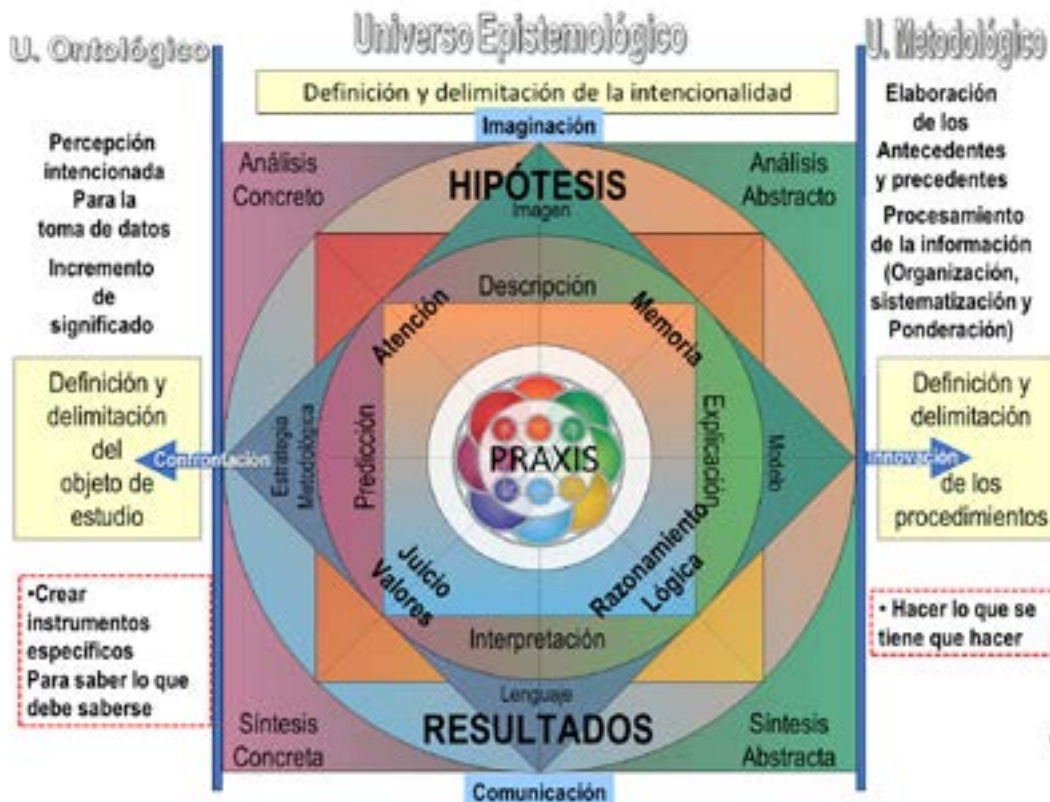 U. Ontológico
Universo Epistemológico
U. Metodológico
Definición y delimitación de la intencionalidad
Imaginación
Percepción
intencionada
Para la
toma de datos
Incremento
de
significado
Definición y
delimitación
del
objeto de
estudio
Confrontación
•Crear
instrumentos
específicos
Para saber lo que
debe saberse
Análisis
Concreto
HIPÓTESIS
Imagen
Análisis
Abstracto
Descripción
Atención
Memoria
Estrategia
Metodológica
Predicción
PRAXIS
Explicación
Modelo
Juicio
Valores
Razonamiento
Lógica
Interpretación
Lenguaje
RESULTADOS
Síntesis
Concreta
Síntesis
Abstracta
Comunicación
Elaboración
de los
Antecedentes
y precedentes
Procesamiento
de la información
(Organización,
sistematización y
Ponderación)
Definición y
delimitación
Innovación
de los
procedimientos
• Hacer lo que se
tiene que hacer